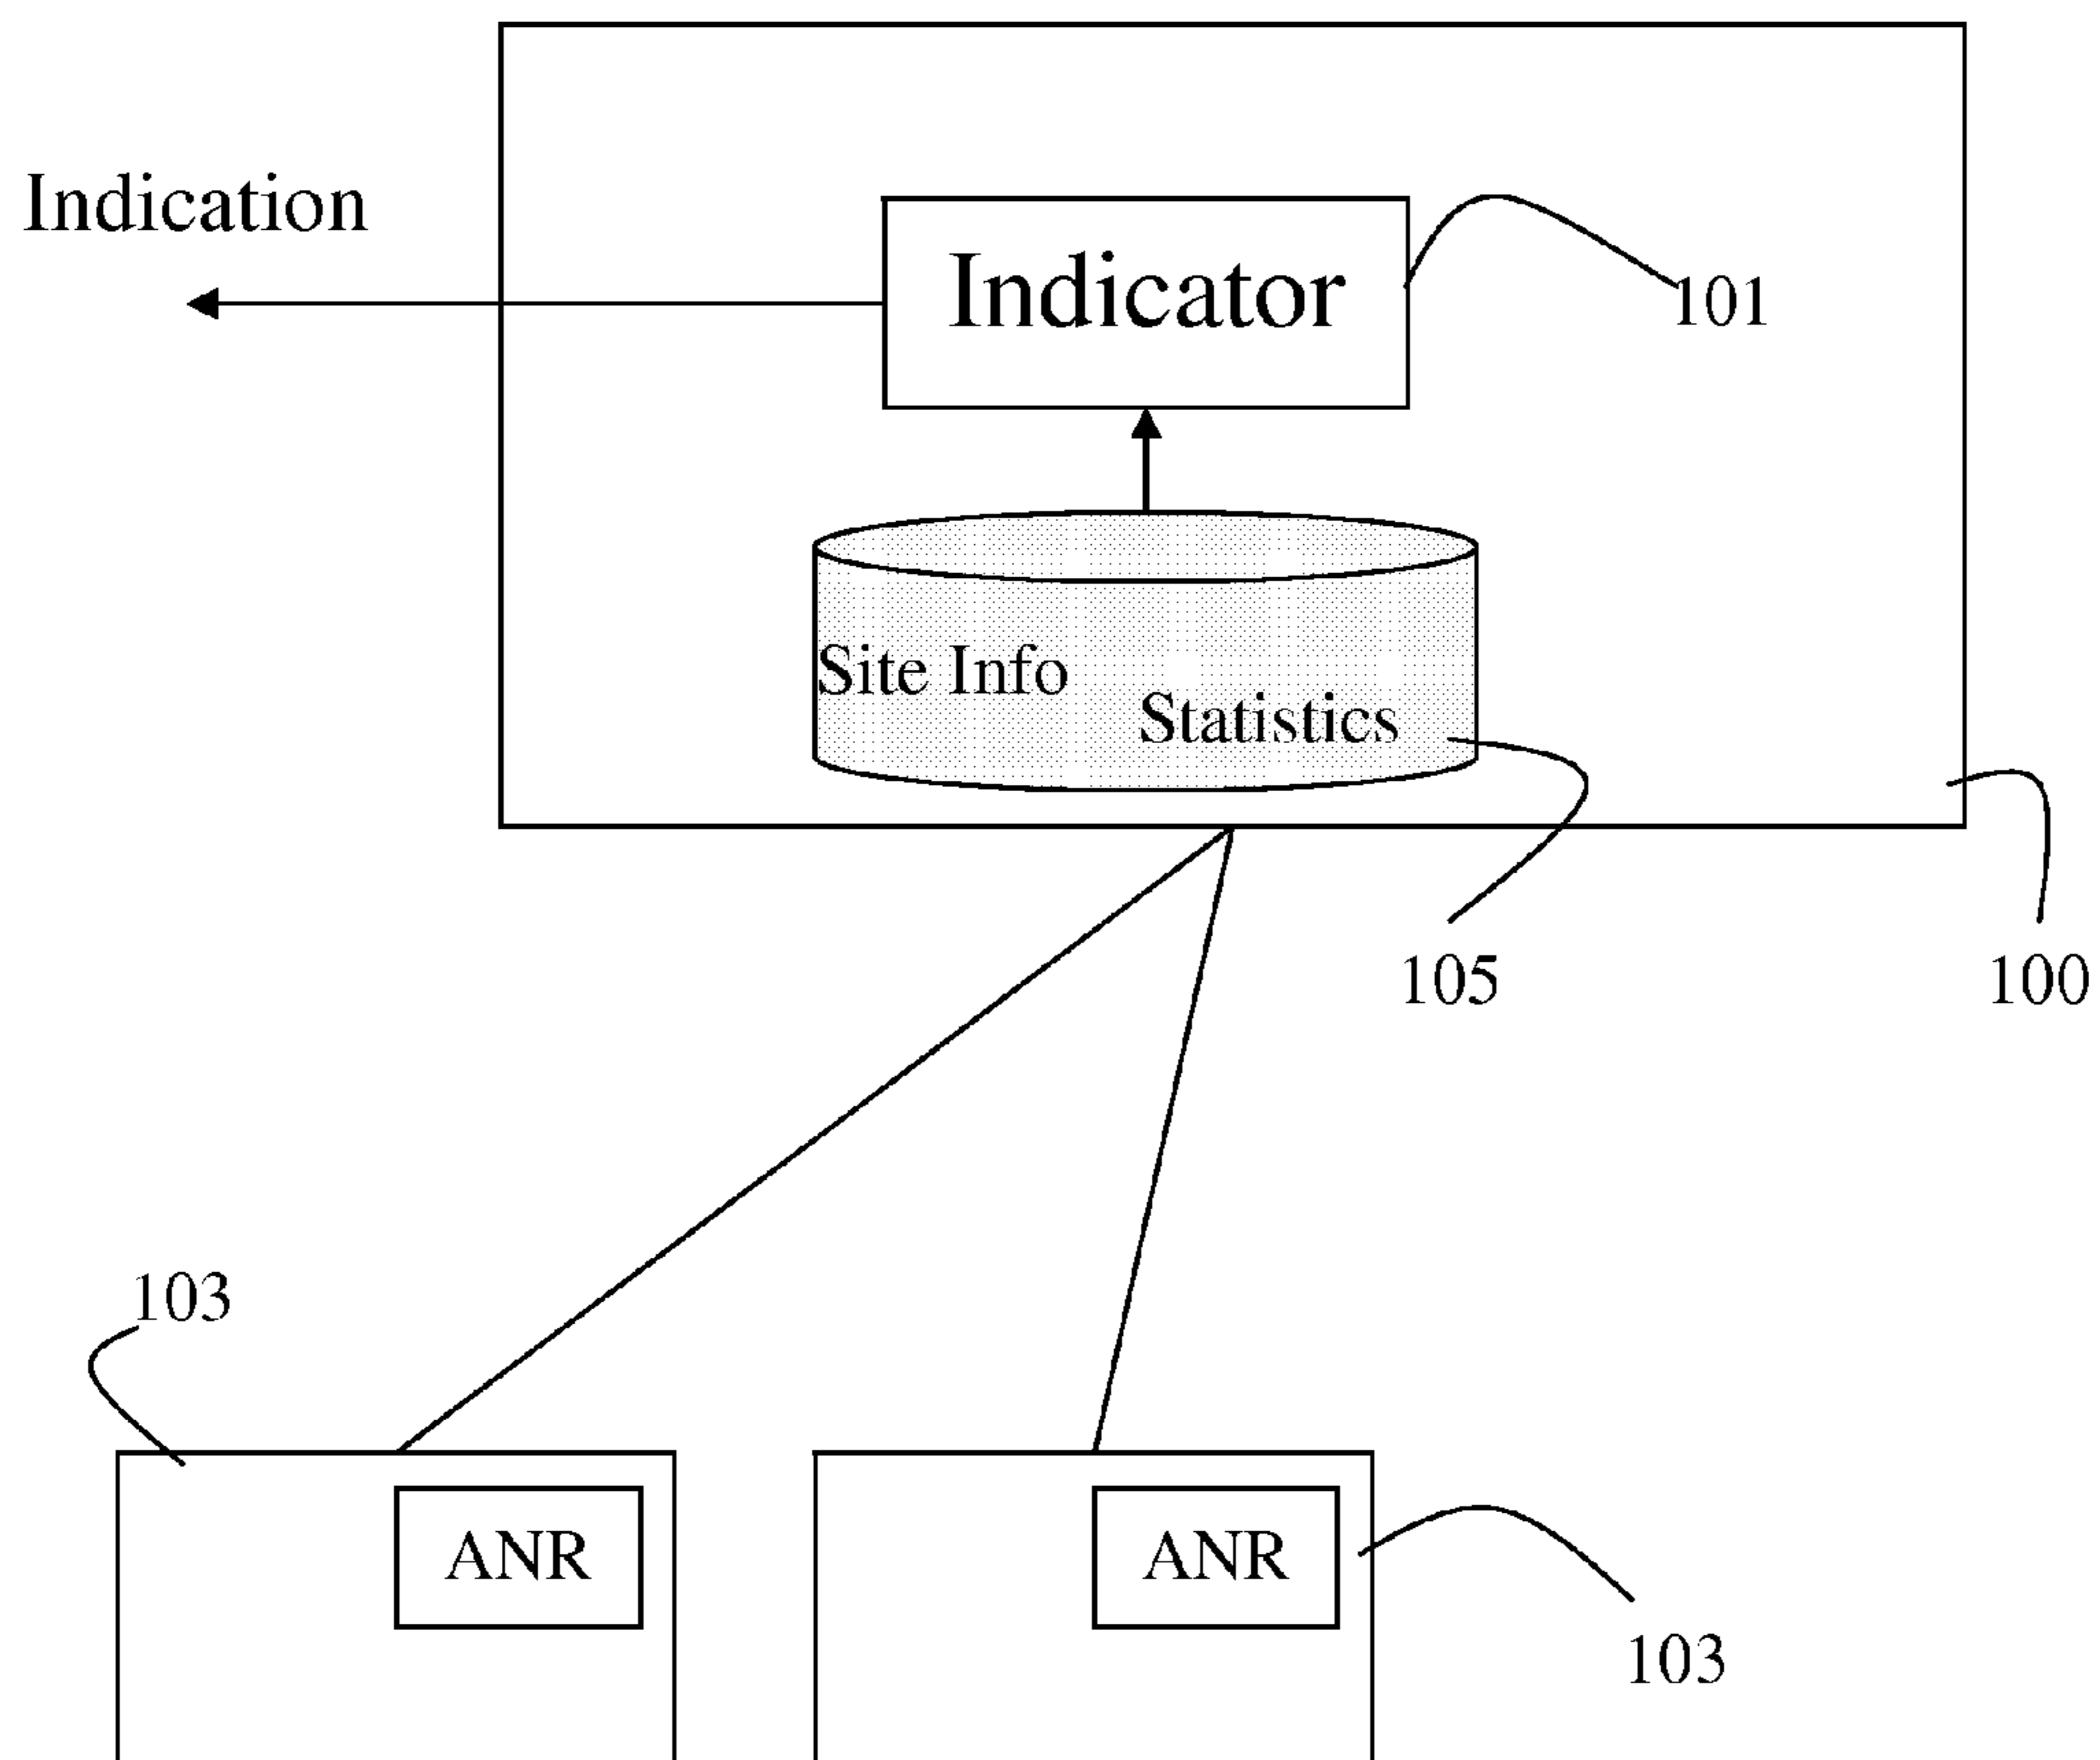 Indication
Indicator
101
Site Info
Statistics
105
100
103
ANR
ANR
103